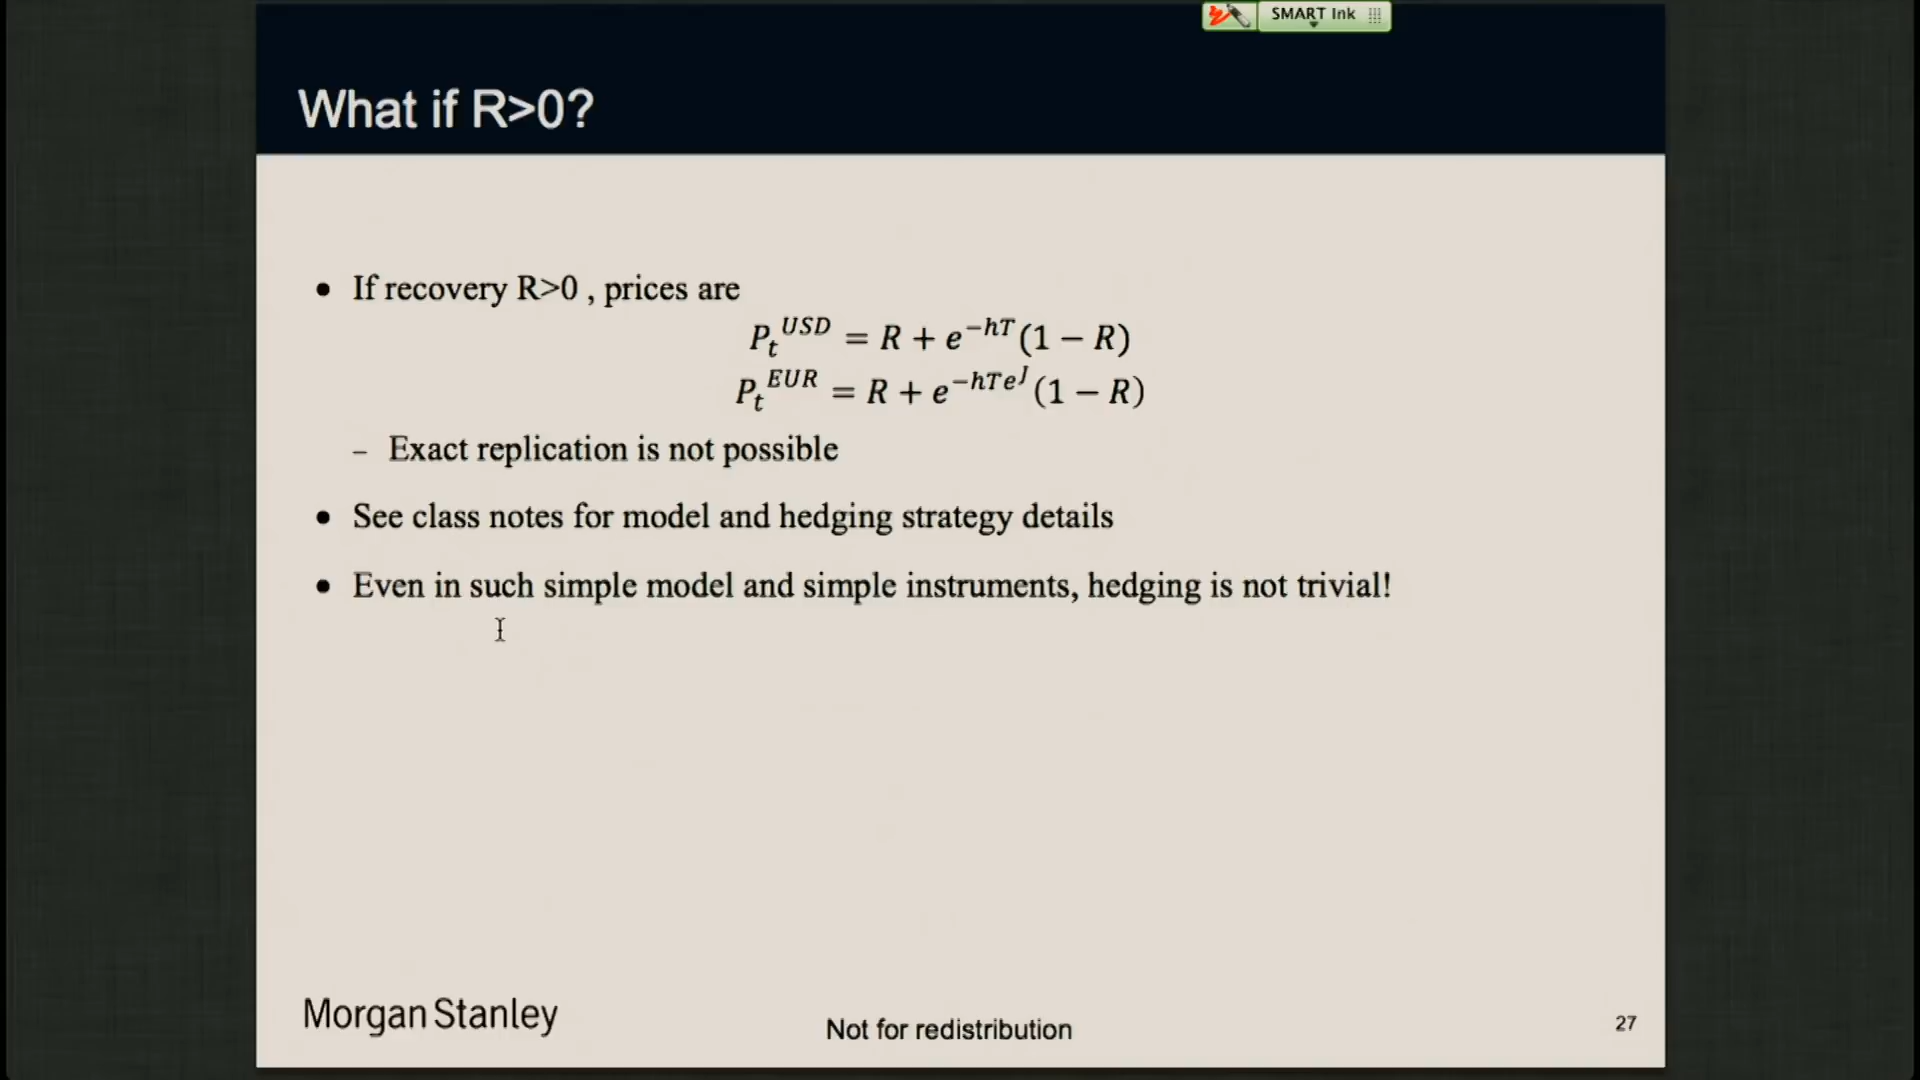 SMART Ink
What if R>0?
• If recovery R>0 , prices are
P_t^{USD} = R + e^{-hT}(1 − R)
P_t^{EUR} = R + e^{-hTe^J}(1 − R)
– Exact replication is not possible
• See class notes for model and hedging strategy details
• Even in such simple model and simple instruments, hedging is not trivial!
Morgan Stanley
Not for redistribution
27